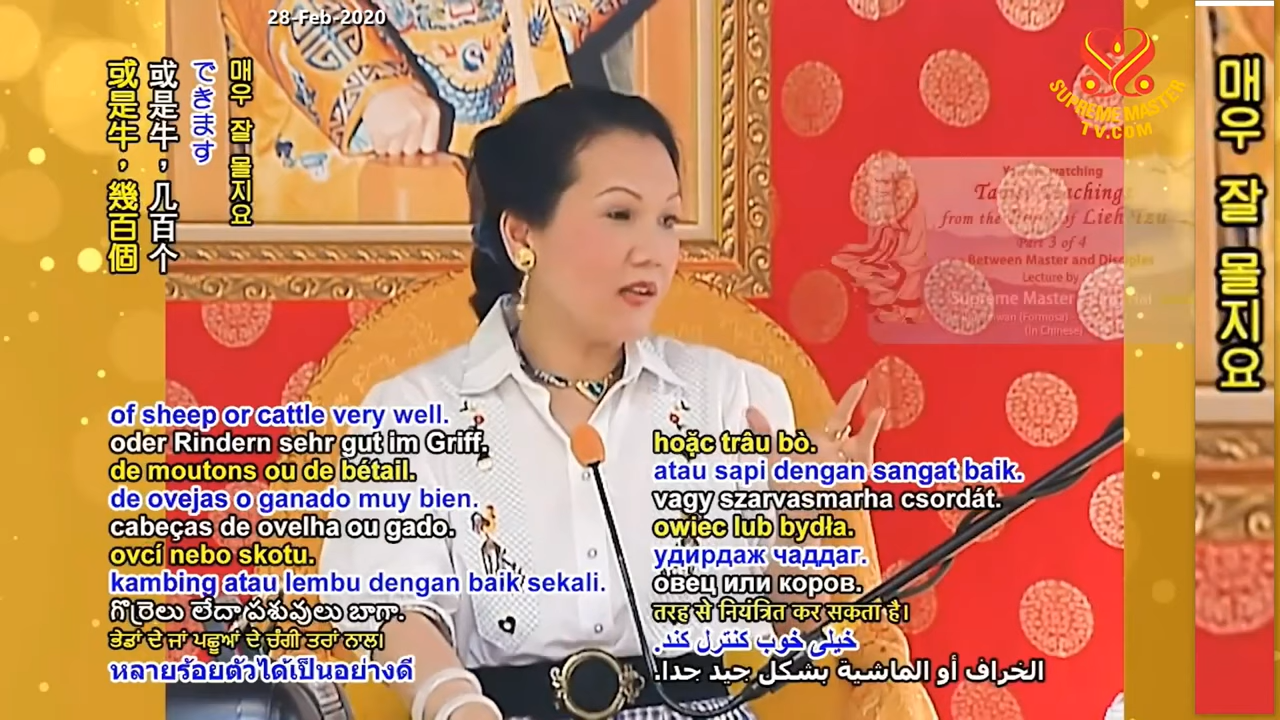 28-Feb-2020
SUPREME MASTER
TV.COM
매우 잘 몰지요
できます
或是牛，几百个
或是牛，幾百個
매우 잘 몰지요
You are watching
from the
Part 3 of 4
Between Master and Disciples
Lecture by
Supreme Master
(Formosa)
(In Chinese)
of sheep or cattle very well.
oder Rindern sehr gut im Griff.
de moutons ou de bétail.
de ovejas o ganado muy bien.
cabeças de ovelha ou gado.
ovcí nebo skotu.
kambing atau lembu dengan baik sekali.
గొర్రెలు లేదా పశువులు బాగా.
ਭੇਡਾਂ ਦੇ ਜਾਂ ਪਛੂਆਂ ਦੇ ਚੰਗੀ ਤਰਾਂ ਨਾਲ।
หลายร้อยตัวได้เป็นอย่างดี
hoặc trâu bò.
atau sapi dengan sangat baik.
vagy szarvasmarha csordát.
owiec lub bydła.
удирдаж чаддаг.
овец или коров.
तरह से नियंत्रित कर सकता है।
خیلی خوب کنترل کند.
الخراف أو الماشية بشكل جيد جدا.